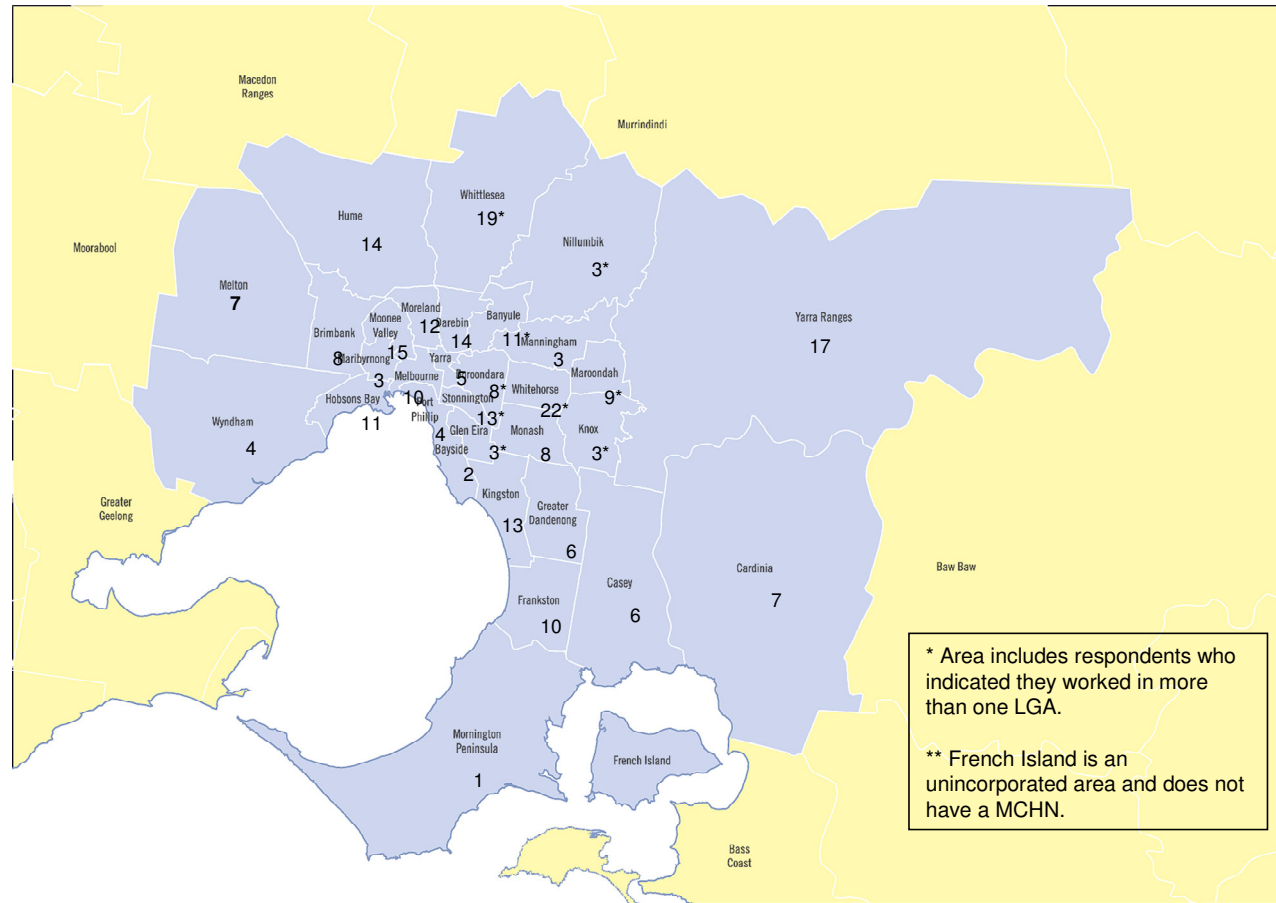 Macedon
Ranges
Murrindindi
Whittlesea
19*
Hume
14
Nillumbik
3*
Moorabool
Melton
7
Yarra Ranges
17
Moreland
12
Darebin
14
Banyule
11*
Moonee
Valley
15
Brimbank
8
Manningham
3
Maribyrnong
3
Yarra
5
Boroondara
8*
Maroondah
9*
Melbourne
10
Whitehorse
22*
Hobsons Bay
11
Port
Phillip
4
Stonnington
13*
Wyndham
4
Glen Eira
3*
Monash
8
Knox
3*
Bayside
2
Greater
Geelong
Kingston
13
Greater
Dandenong
6
Casey
6
Cardinia
7
Baw Baw
Frankston
10
Mornington
Peninsula
1
French Island
Bass
Coast
* Area includes respondents who
indicated they worked in more
than one LGA.
** French Island is an
unincorporated area and does not
have a MCHN.